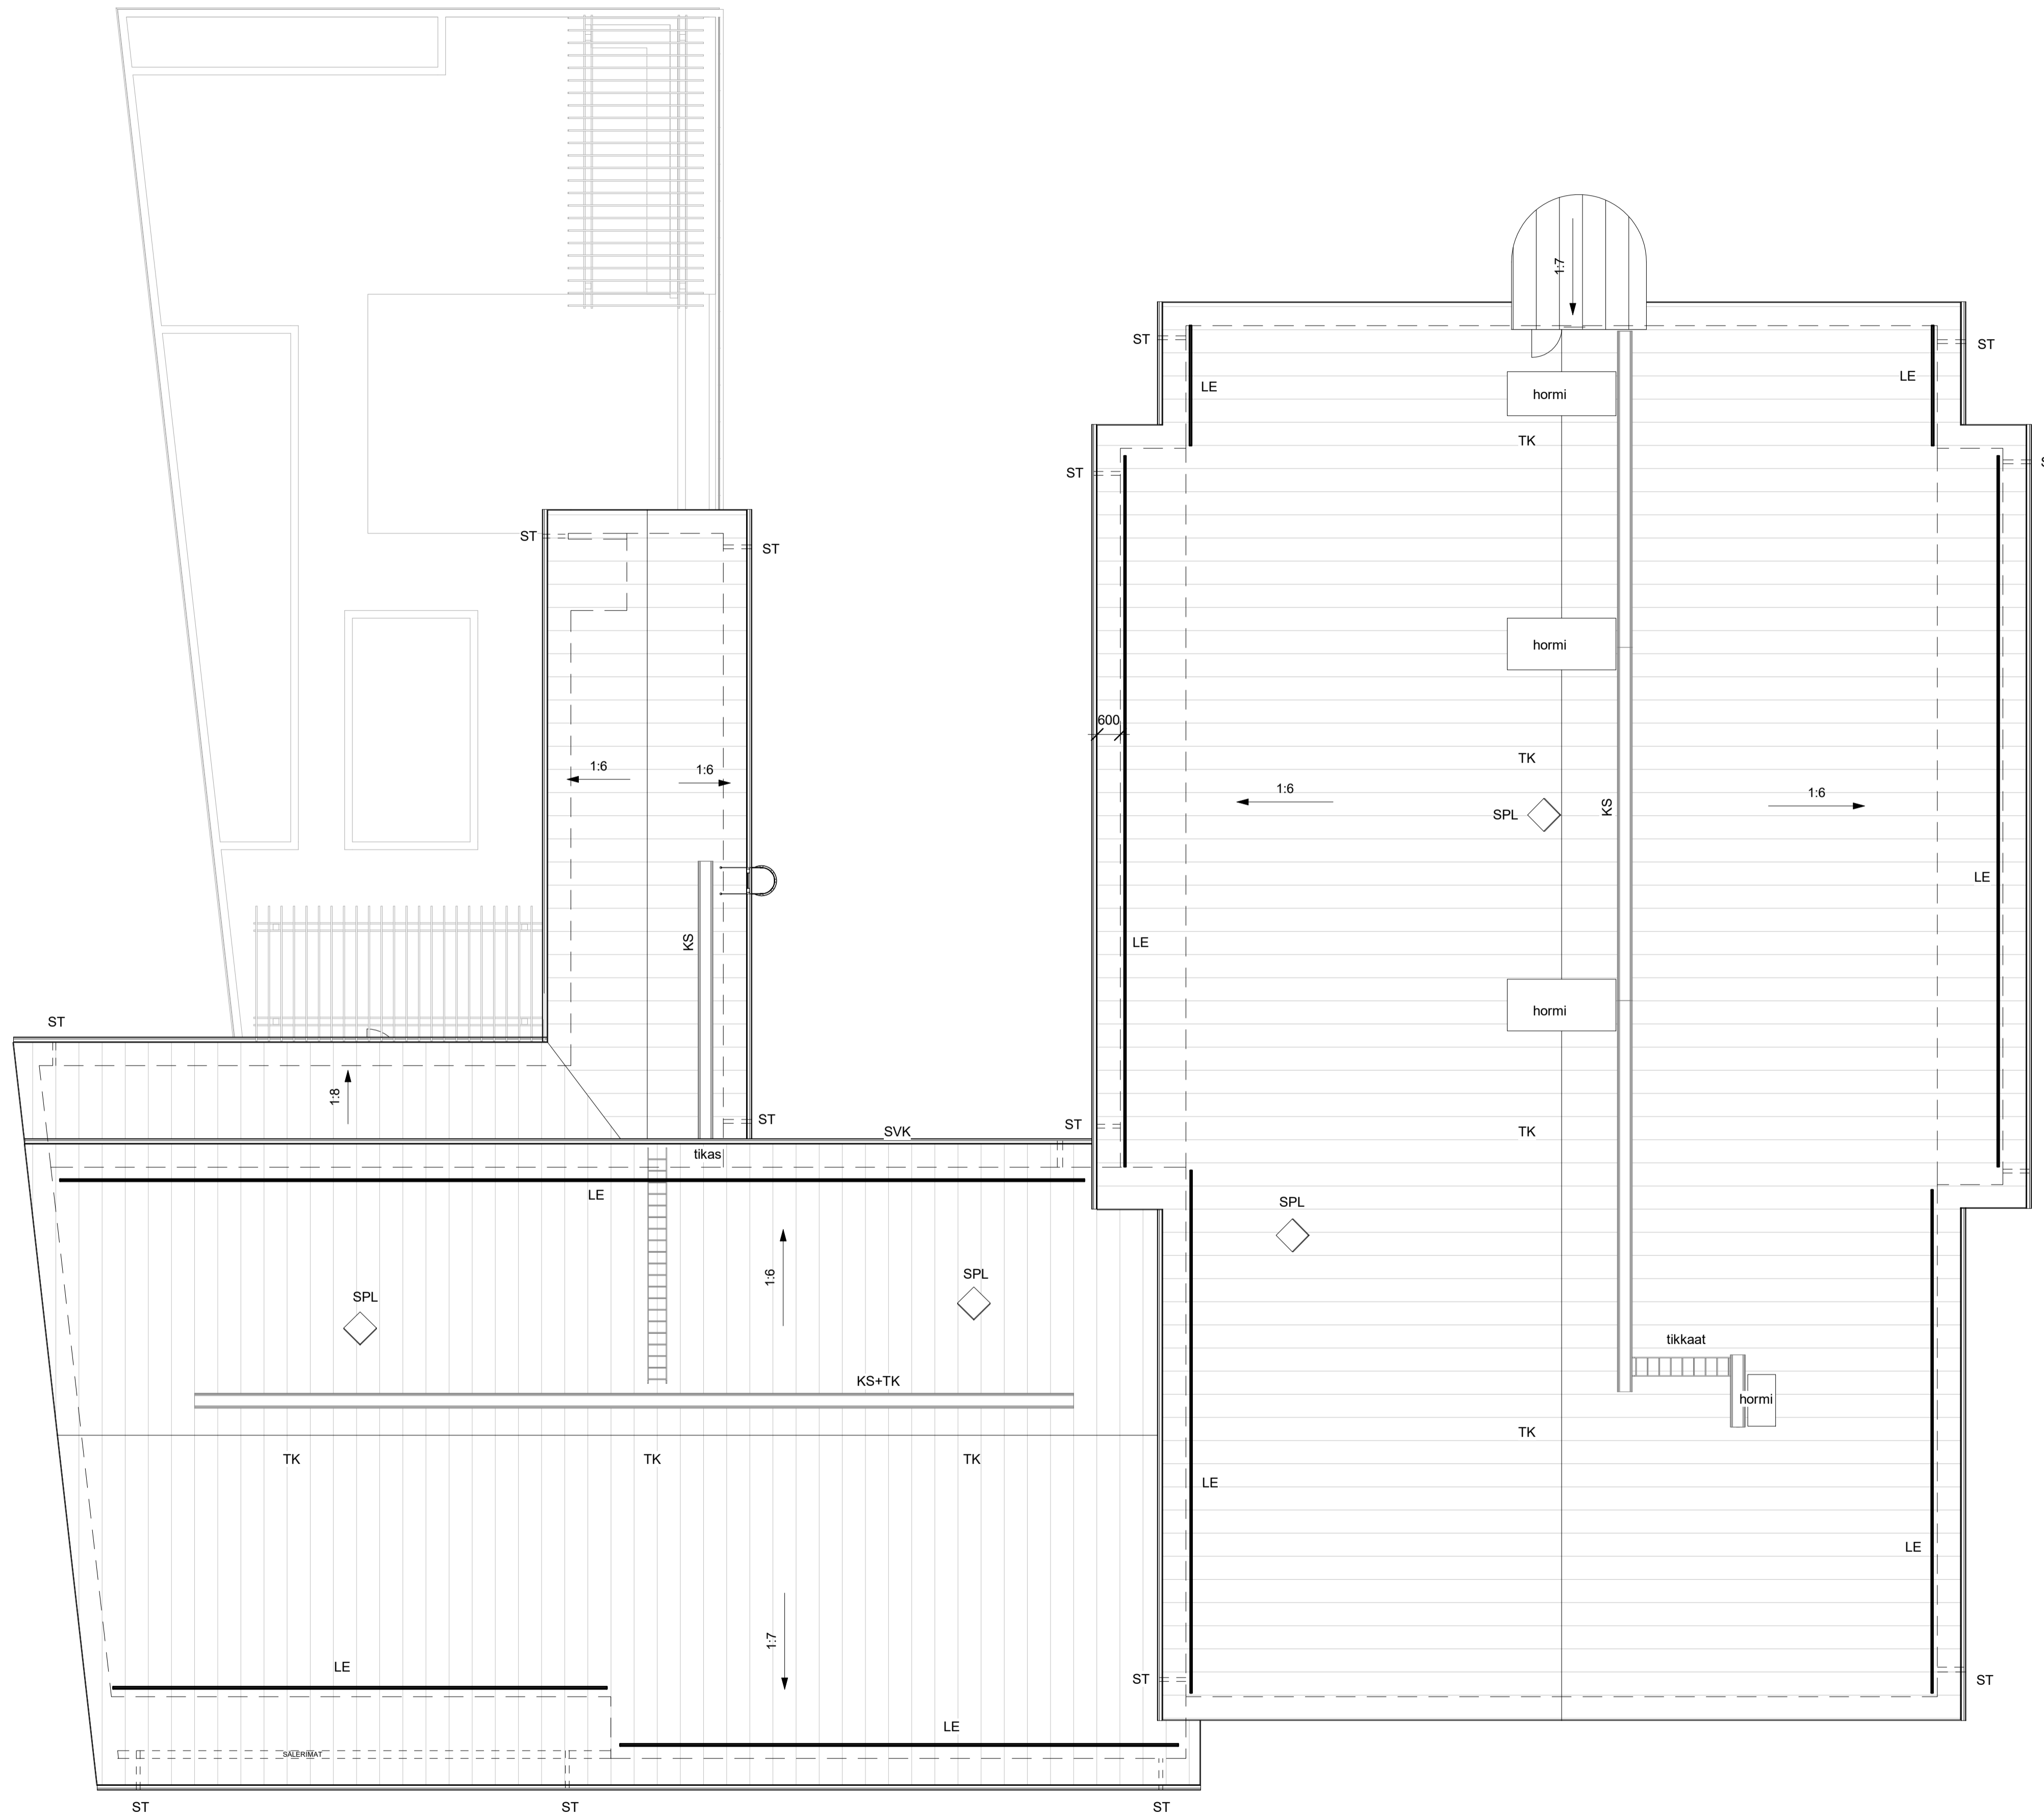 1:7
ST
ST
LE
LE
hormi
TK
ST
S
ST
ST
hormi
600
TK
1:6
1:6
1:6
1:6
KS
SPL
LE
LE
KS
hormi
ST
1:8
ST
ST
SVK
TK
tikas
LE
SPL
1:6
SPL
SPL
tikkaat
KS+TK
hormi
TK
TK
TK
TK
LE
LE
1:7
LE
ST
ST
LE
SÄLERIMAT
ST
ST
ST